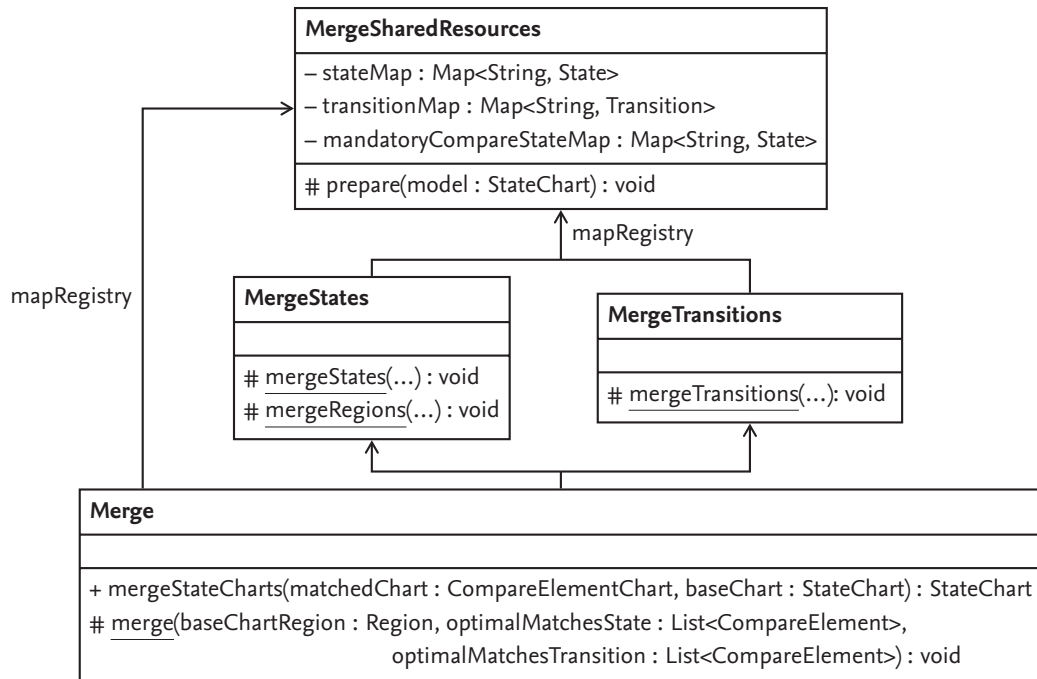 MergeSharedResources
– stateMap : Map<String, State>
– transitionMap : Map<String, Transition>
– mandatoryCompareStateMap : Map<String, State>
# prepare(model : StateChart) : void
mapRegistry
mapRegistry
MergeStates
# mergeStates(...) : void
# mergeRegions(...) : void
MergeTransitions
# mergeTransitions(...): void
Merge
+ mergeStateCharts(matchedChart : CompareElementChart, baseChart : StateChart) : StateChart
# merge(baseChartRegion : Region, optimalMatchesState : List<CompareElement>,
optimalMatchesTransition : List<CompareElement>) : void